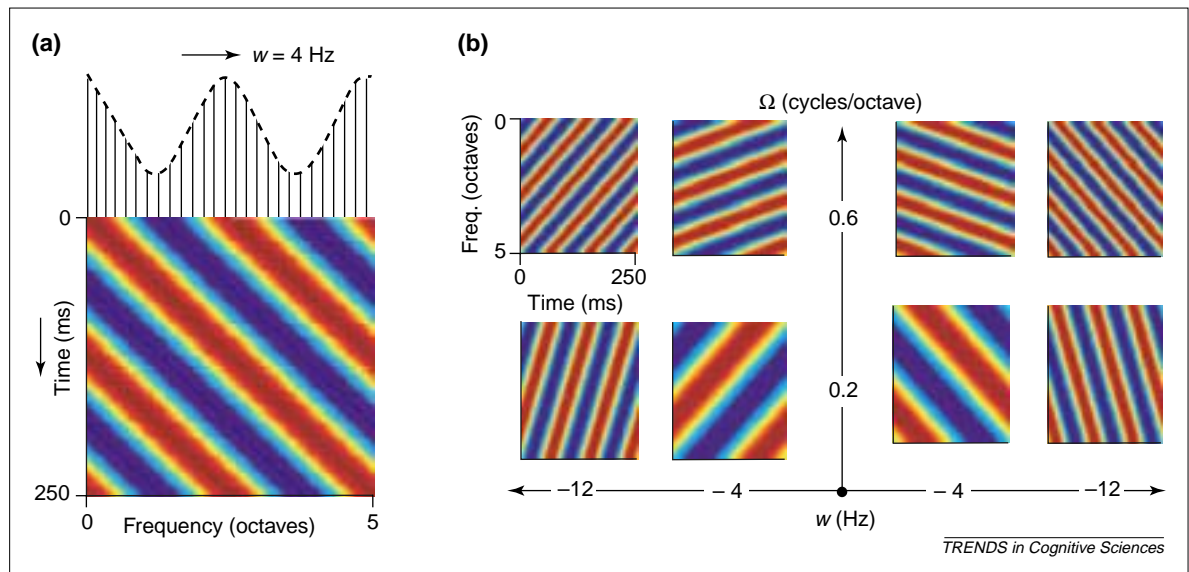 (a)
w = 4 Hz
0
Time (ms)
250
0 Frequency (octaves) 5
(b)
Ω (cycles/octave)
0
Freq. (octaves)
5
0 250
Time (ms)
0.6
0.2
–12 – 4 – 4 –12
w (Hz)
TRENDS in Cognitive Sciences